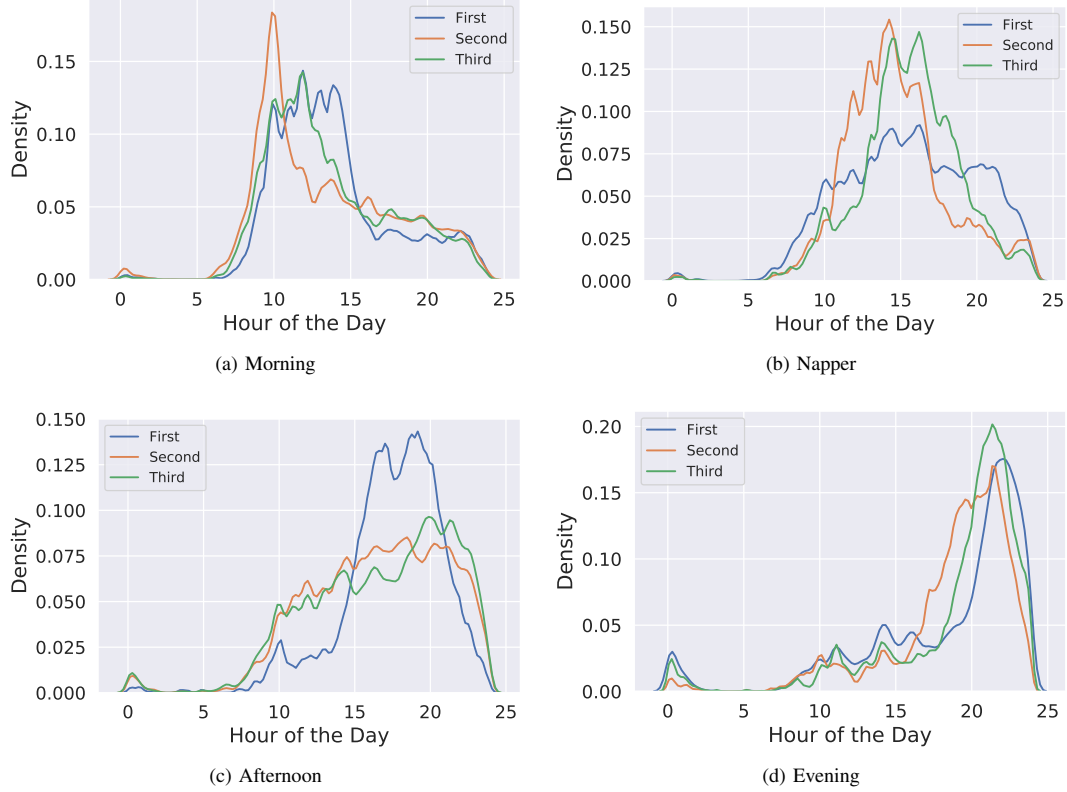 First
Second
Third
0.15
0.10
0.05
0.00
Density
0 5 10 15 20 25
Hour of the Day
(a) Morning
First
Second
Third
0.150
0.125
0.100
0.075
0.050
0.025
0.000
Density
0 5 10 15 20 25
Hour of the Day
(b) Napper
First
Second
Third
0.150
0.125
0.100
0.075
0.050
0.025
0.000
Density
0 5 10 15 20 25
Hour of the Day
(c) Afternoon
First
Second
Third
0.20
0.15
0.10
0.05
0.00
Density
0 5 10 15 20 25
Hour of the Day
(d) Evening